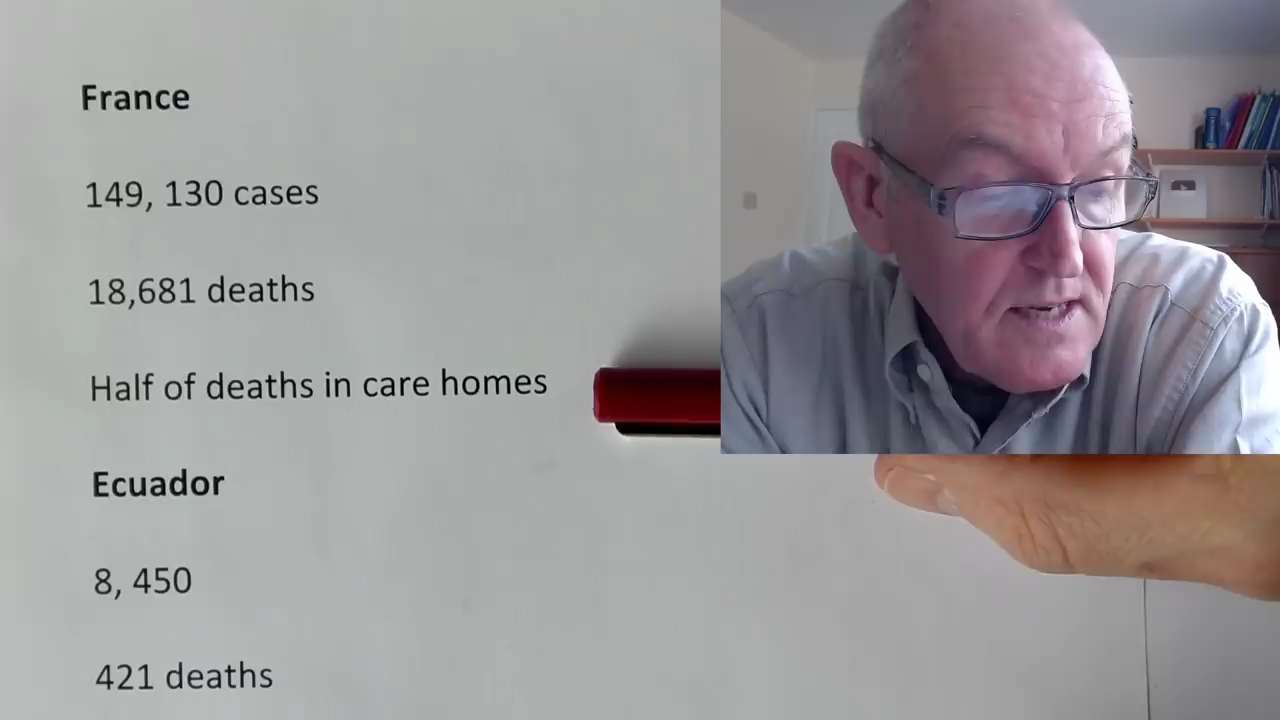 France
149, 130 cases
18,681 deaths
Half of deaths in care homes
Ecuador
8, 450
421 deaths